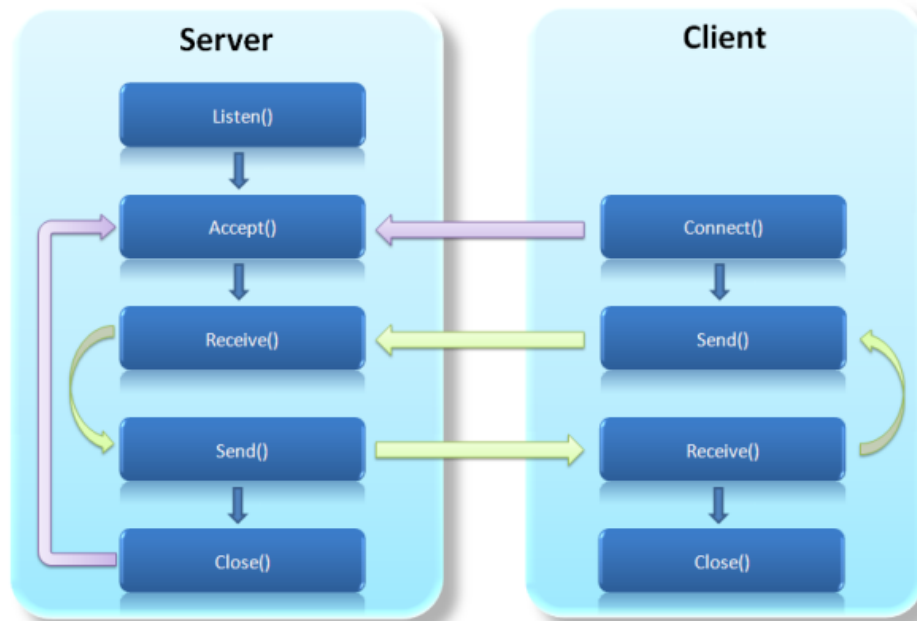 Server
Client
Listen()
Accept()
Connect()
Receive()
Send()
Send()
Receive()
Close()
Close()